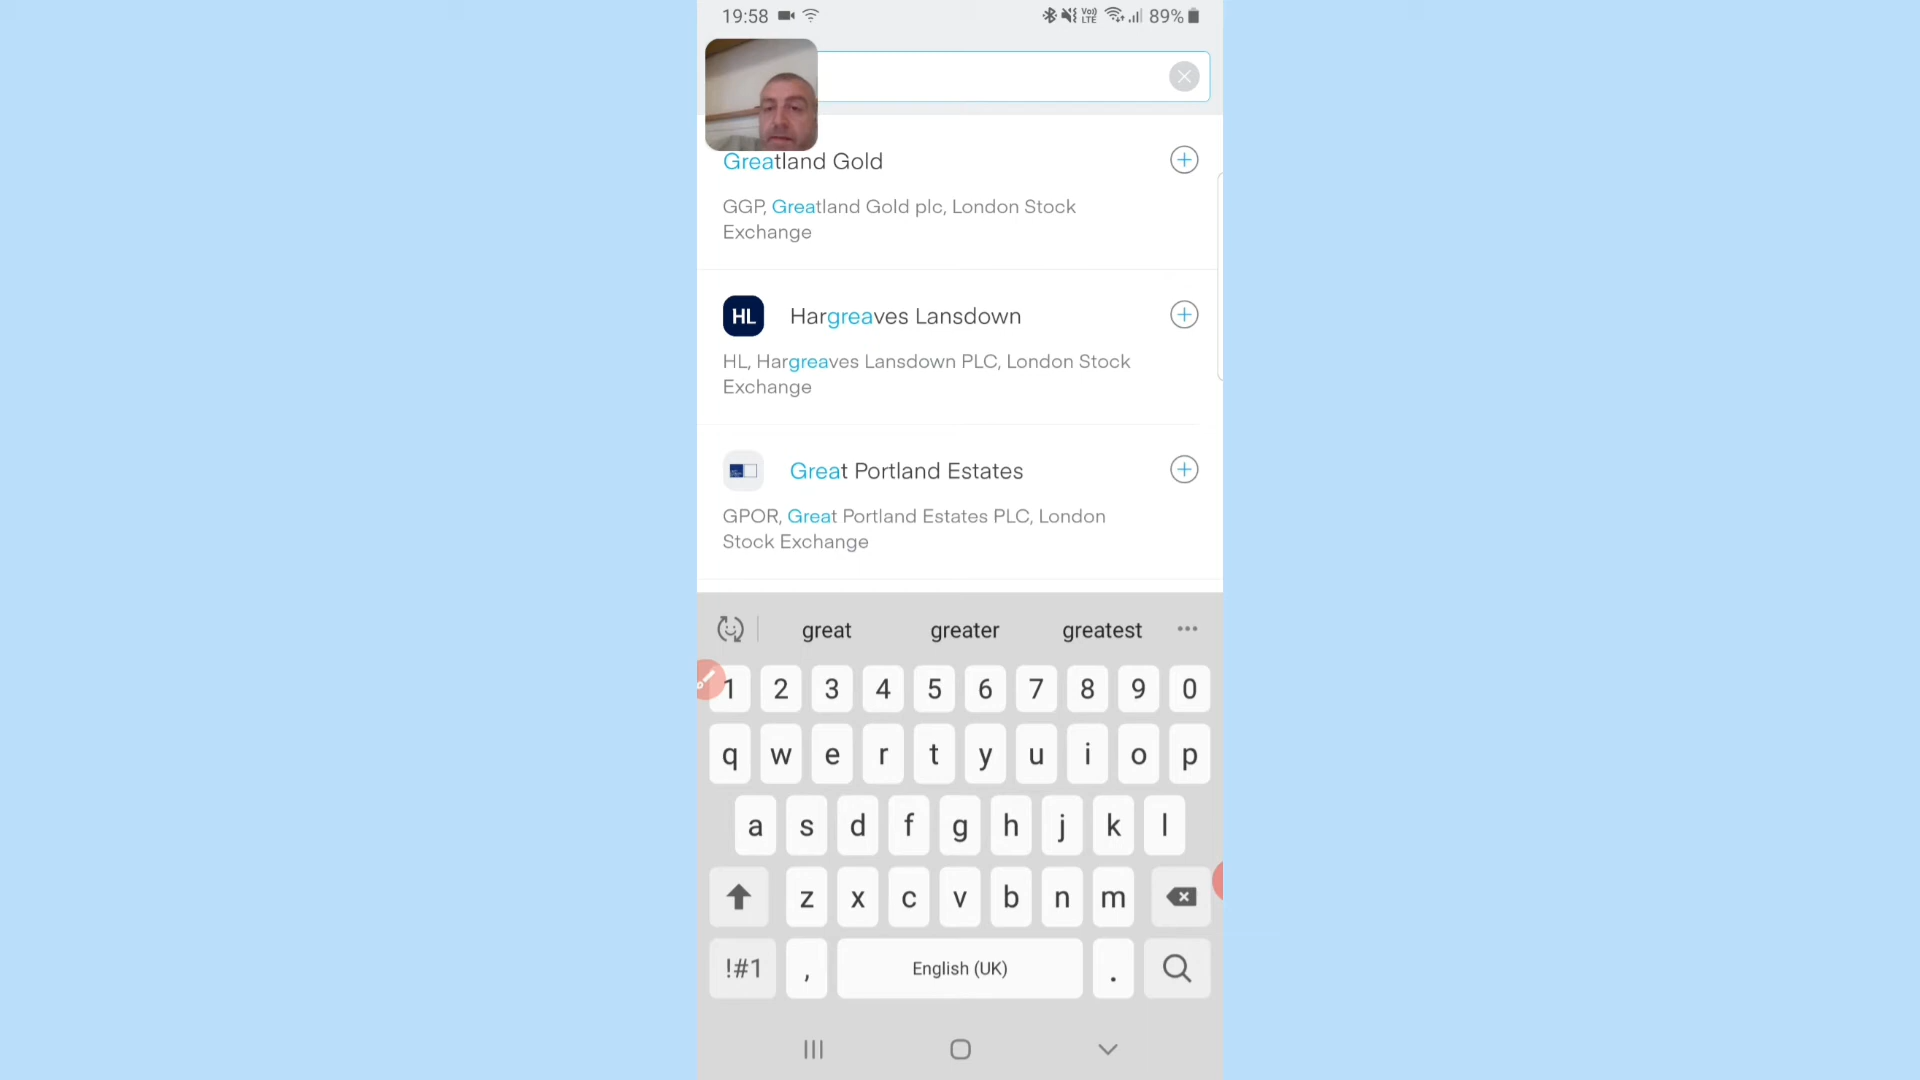 19:58 Vo)) LTE 89%
Greatland Gold
GGP, Greatland Gold plc, London Stock
Exchange
HL Hargreaves Lansdown
HL, Hargreaves Lansdown PLC, London Stock
Exchange
Great Portland Estates
GPOR, Great Portland Estates PLC, London
Stock Exchange
great greater greatest
1 2 3 4 5 6 7 8 9 0
q w e r t y u i o p
a s d f g h j k l
z x c v b n m
!#1 , English (UK) .